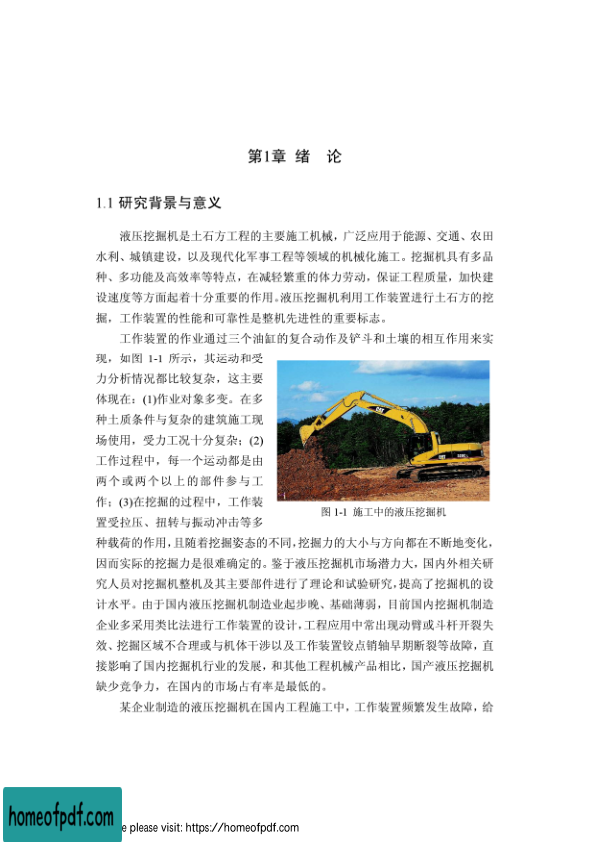 第1章 绪 论
1.1 研究背景与意义
液压挖掘机是土石方工程的主要施工机械，广泛应用于能源、交通、农田
水利、城镇建设，以及现代化军事工程等领域的机械化施工。挖掘机具有多品
种、多功能及高效率等特点，在减轻繁重的体力劳动，保证工程质量，加快建
设速度等方面起着十分重要的作用。液压挖掘机利用工作装置进行土石方的挖
掘，工作装置的性能和可靠性是整机先进性的重要标志。
工作装置的作业通过三个油缸的复合动作及铲斗和土壤的相互作用来实
现，如图 1-1 所示，其运动和受
力分析情况都比较复杂，这主要
体现在：(1)作业对象多变。在多
种土质条件与复杂的建筑施工现
场使用，受力工况十分复杂；(2)
工作过程中，每一个运动都是由
两个或两个以上的部件参与工
作；(3)在挖掘的过程中，工作装
置受拉压、扭转与振动冲击等多
CAT
CAT
图 1-1 施工中的液压挖掘机
种载荷的作用，且随着挖掘姿态的不同，挖掘力的大小与方向都在不断地变化，
因而实际的挖掘力是很难确定的。鉴于液压挖掘机市场潜力大，国内外相关研
究人员对挖掘机整机及其主要部件进行了理论和试验研究，提高了挖掘机的设
计水平。由于国内液压挖掘机制造业起步晚、基础薄弱，目前国内挖掘机制造
企业多采用类比法进行工作装置的设计，工程应用中常出现动臂或斗杆开裂失
效、挖掘区域不合理或与机体干涉以及工作装置铰点销轴早期断裂等故障，直
接影响了国内挖掘机行业的发展，和其他工程机械产品相比，国产液压挖掘机
缺少竞争力，在国内的市场占有率是最低的。
某企业制造的液压挖掘机在国内工程施工中，工作装置频繁发生故障，给
homeofpdf.com
e please visit: https://homeofpdf.com